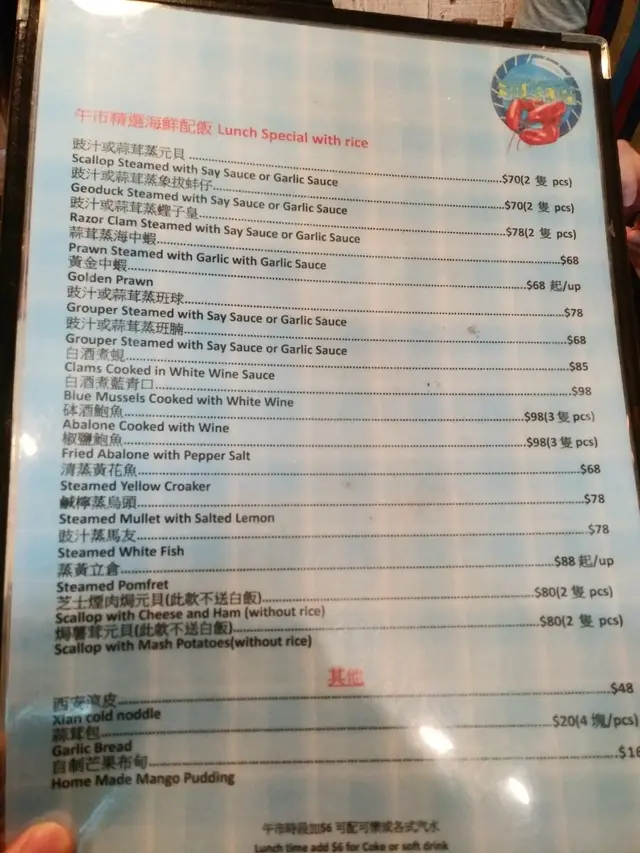 午市精選海鮮配飯 Lunch Special with rice
豉汁或蒜茸蒸元貝 $70(2 隻 pcs)
Scallop Steamed with Say Sauce or Garlic Sauce
豉汁或蒜茸蒸象拔蚌仔 $70(2 隻 pcs)
Geoduck Steamed with Say Sauce or Garlic Sauce
豉汁或蒜茸蒸蟶子皇 $78(2 隻 pcs)
Razor Clam Steamed with Say Sauce or Garlic Sauce
蒜茸蒸海中蝦 $68
Prawn Steamed with Garlic with Garlic Sauce
黃金中蝦 $68 起/up
Golden Prawn
豉汁或蒜茸蒸班球 $78
Grouper Steamed with Say Sauce or Garlic Sauce
豉汁或蒜茸蒸班腩 $68
Grouper Steamed with Say Sauce or Garlic Sauce
白酒煮蜆 $85
Clams Cooked in White Wine Sauce
白酒煮藍青口 $98
Blue Mussels Cooked with White Wine
砵酒鮑魚 $98(3 隻 pcs)
Abalone Cooked with Wine
椒鹽鮑魚 $98(3 隻 pcs)
Fried Abalone with Pepper Salt
清蒸黃花魚 $68
Steamed Yellow Croaker
鹹檸蒸烏頭 $78
Steamed Mullet with Salted Lemon
豉汁蒸馬友 $78
Steamed White Fish
蒸黃立倉 $88 起/up
Steamed Pomfret
芝士煙肉焗元貝(此款不送白飯) $80(2 隻 pcs)
Scallop with Cheese and Ham (without rice)
焗薯茸元貝(此款不送白飯) $80(2 隻 pcs)
Scallop with Mash Potatoes(without rice)
其他
西安涼皮 $48
Xian cold noddle
蒜茸包 $20(4 塊/pcs)
Garlic Bread
自制芒果布甸 $16
Home Made Mango Pudding
午市時段加$6 可配可樂或各式汽水
Lunch time add $6 for Coke or soft drink